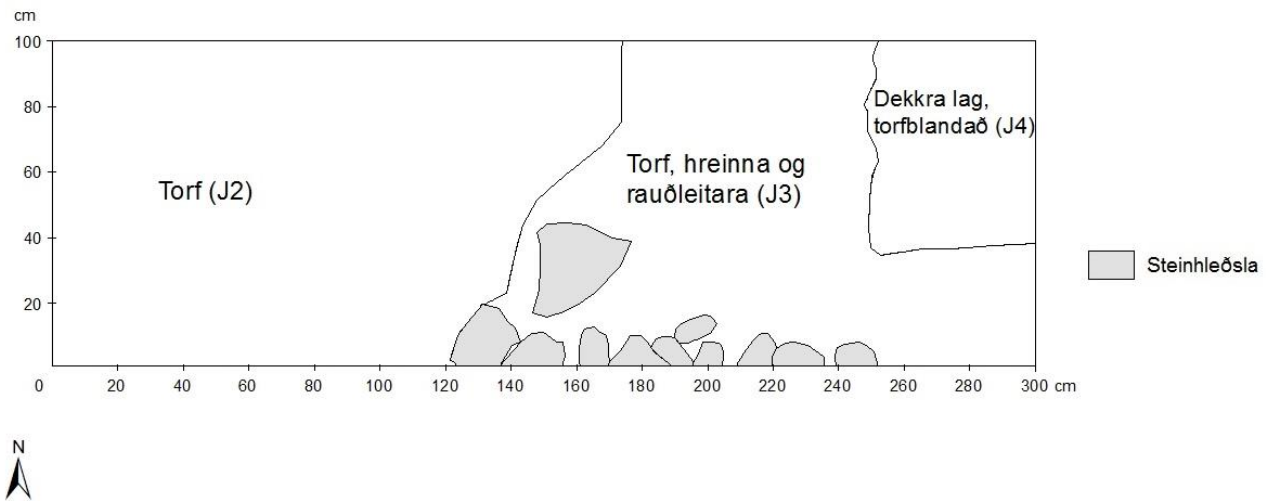 cm
100
80
60
40
20
0
20 40 60 80 100 120 140 160 180 200 220 240 260 280 300 cm
Torf (J2)
Torf, hreinna og
rauðleitara (J3)
Dekkra lag,
torfblandað (J4)
Steinhleðsla
N